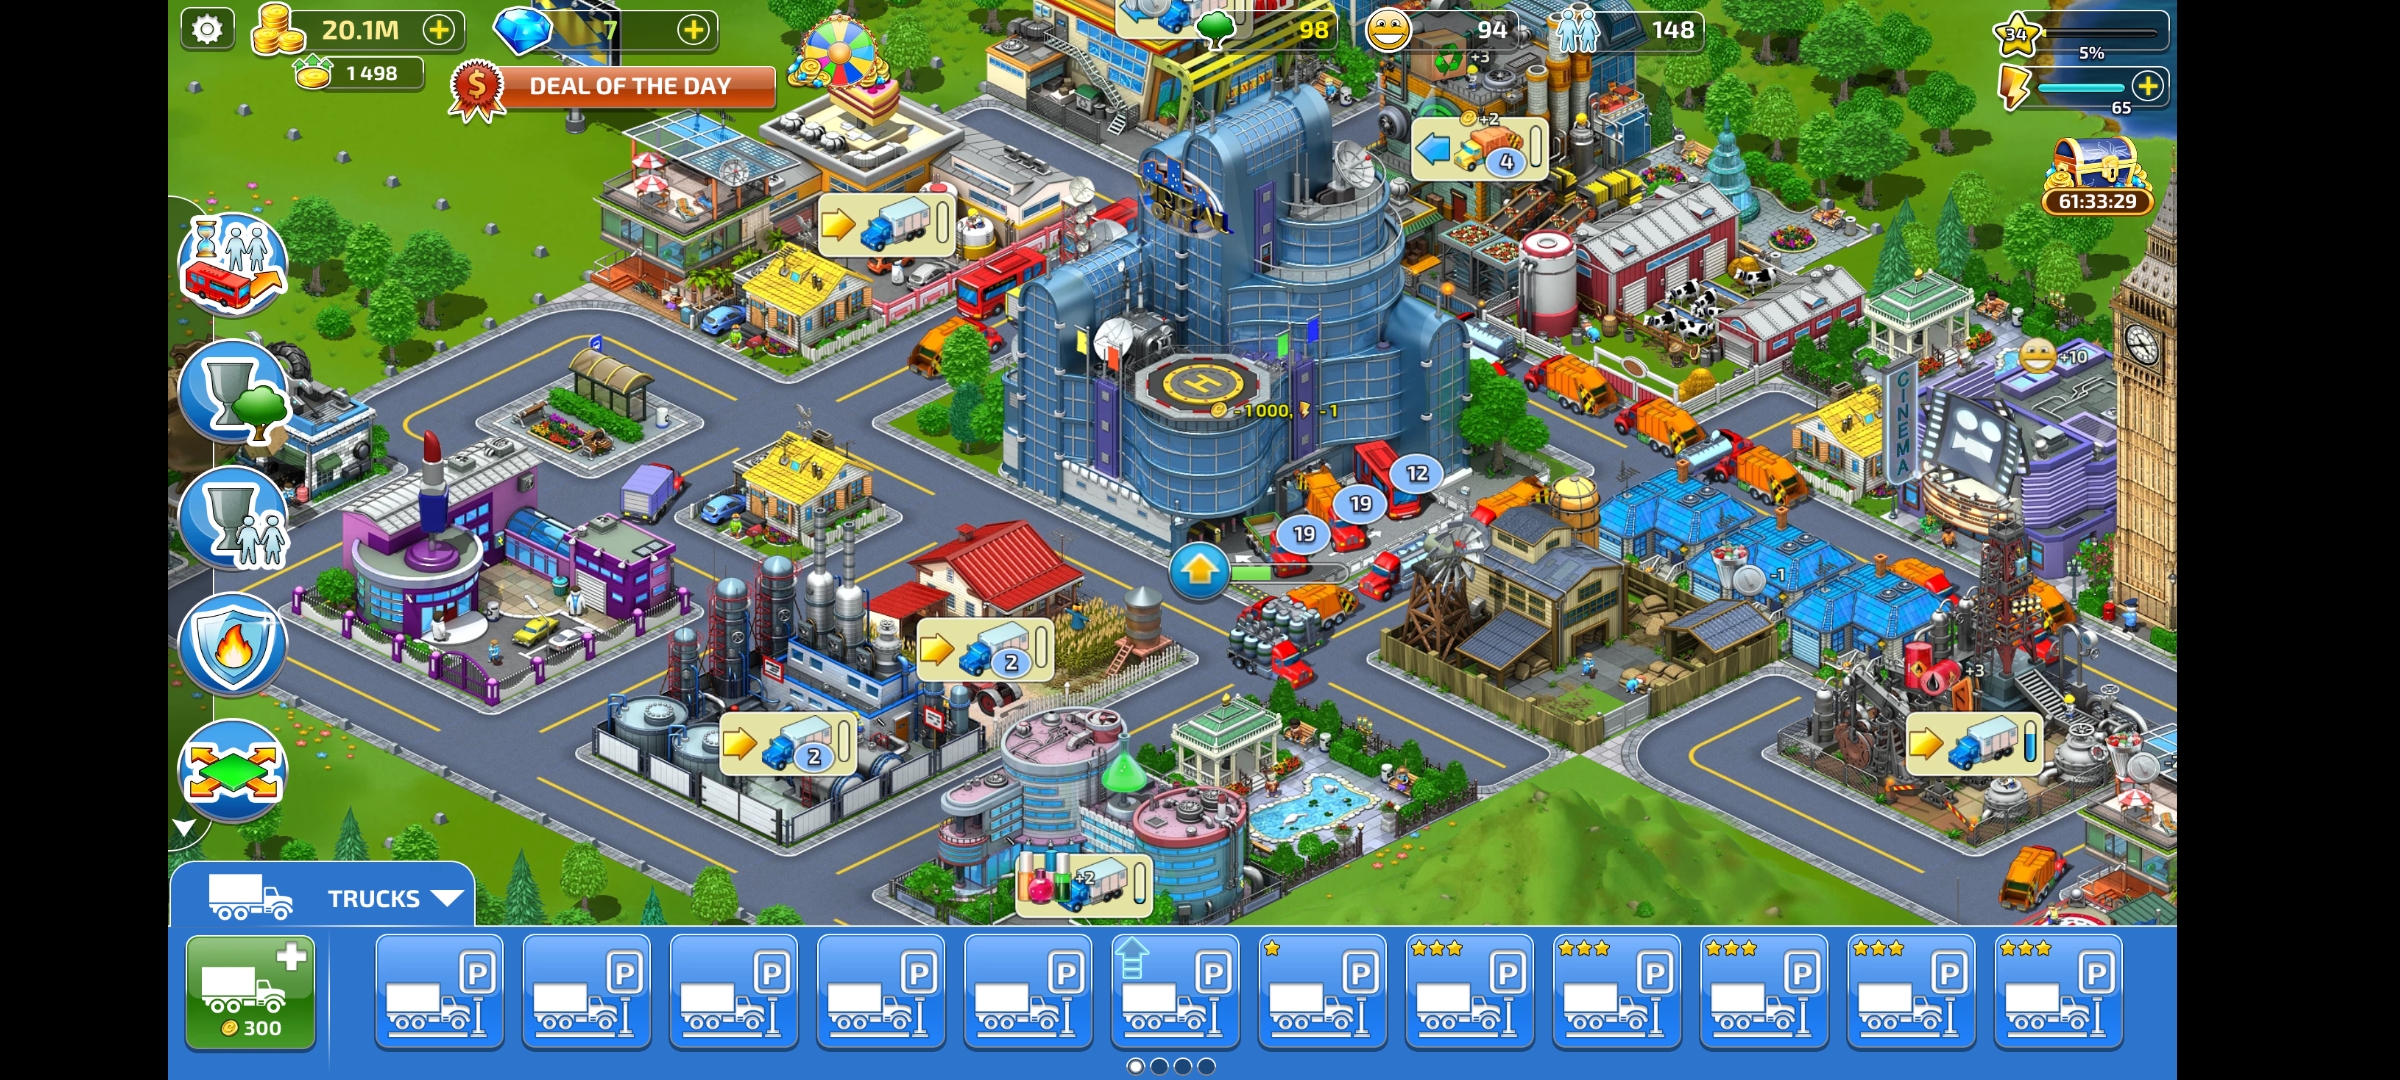 20.1M
7
98
94
148
34
5%
1 498
DEAL OF THE DAY
65
+3
+2
4
61:33:29
CINEMA
+10
H
-1000, -1
12
19
19
-1
2
+3
2
+2
TRUCKS
300
P
P
P
P
P
P
P
P
P
P
P
P